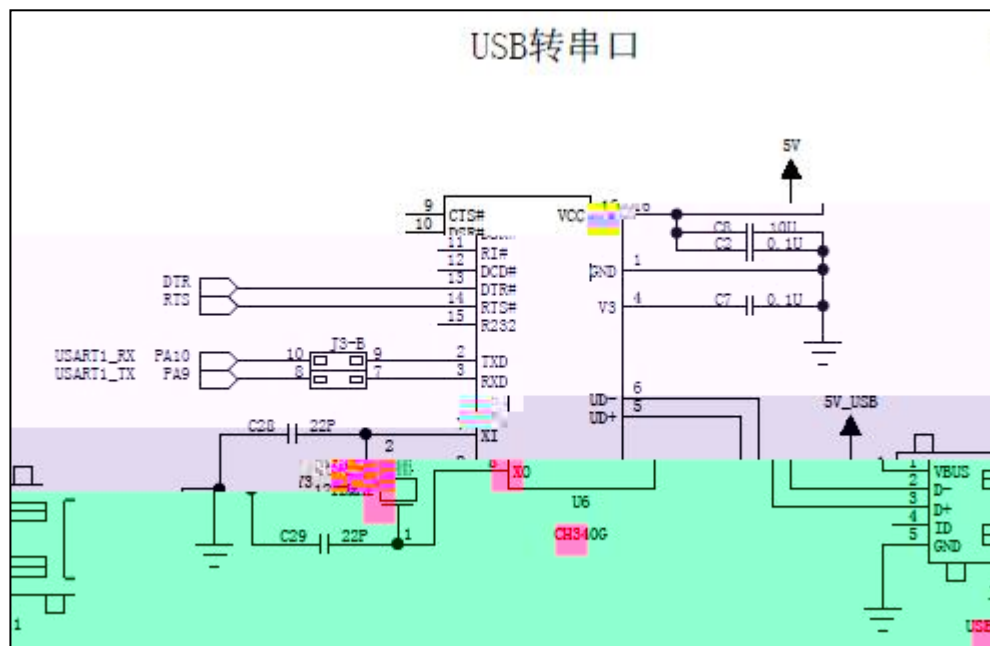 USB转串口
5V
9 CTS# VCC
10
C8 10U
11
12 RI# C2 0.1U
13 DCD# GND 1
DTR DTR#
RTS 14 RTS# V3 4 C7 0.1U
15 R232
J3-B
USART1_RX PA10 10 9 2 TXD
USART1_TX PA9 8 7 3 RXD
UD- 6
UD+ 5
5V_USB
C28 22P XI
2
XO
1 VBUS
2 D-
3 D+
4 ID
5 GND
U6
CH340G
C29 22P 1
1